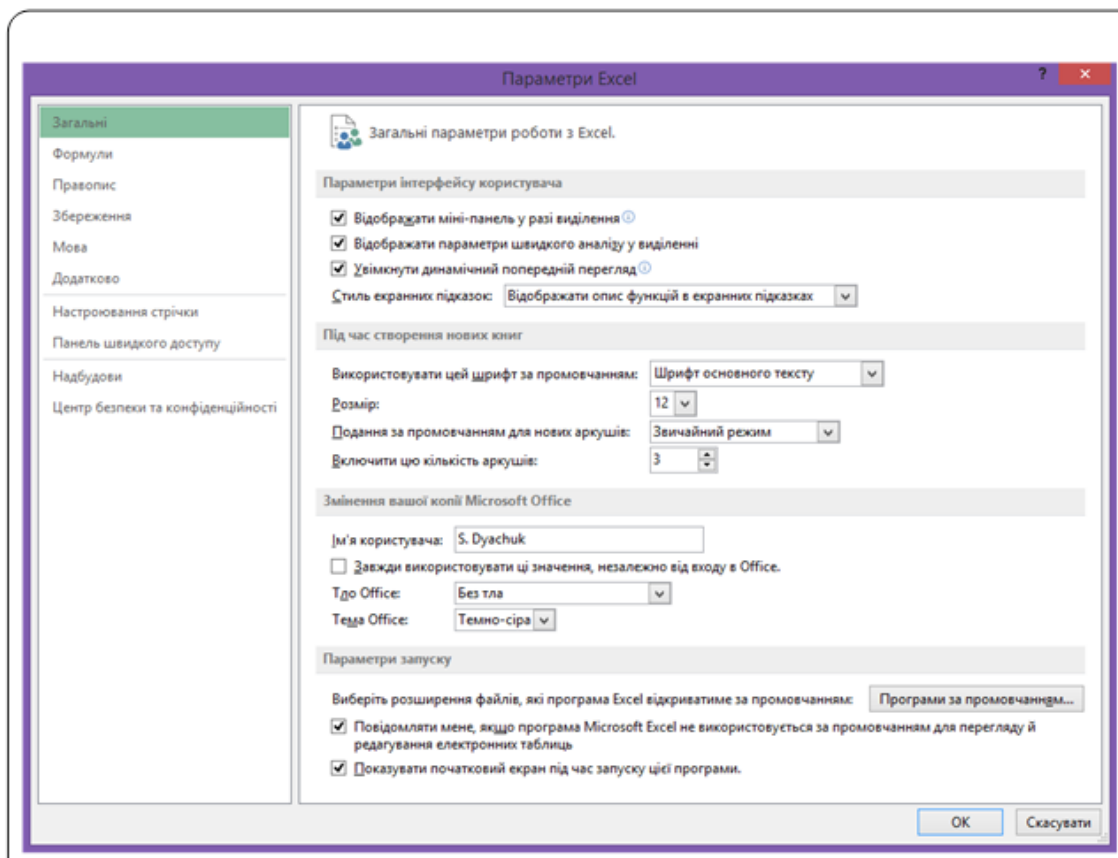 Параметри Excel
?
Загальні
Формули
Правопис
Збереження
Мова
Додатково
Настроювання стрічки
Панель швидкого доступу
Надбудови
Центр безпеки та конфіденційності
Загальні параметри роботи з Excel.
Параметри інтерфейсу користувача
Відображати міні-панель у разі виділення
Відображати параметри швидкого аналізу у виділенні
Увімкнути динамічний попередній перегляд
Стиль екранних підказок: Відображати опис функцій в екранних підказках
Під час створення нових книг
Використовувати цей шрифт за промовчанням: Шрифт основного тексту
Розмір: 12
Подання за промовчанням для нових аркушів: Звичайний режим
Включити цю кількість аркушів: 3
Змінення вашої копії Microsoft Office
Ім'я користувача: S. Dyachuk
Завжди використовувати ці значення, незалежно від входу в Office.
Тло Office: Без тла
Тема Office: Темно-сіра
Параметри запуску
Виберіть розширення файлів, які програма Excel відкриватиме за промовчанням: Програми за промовчанням...
Повідомляти мене, якщо програма Microsoft Excel не використовується за промовчанням для перегляду й
редагування електронних таблиць
Показувати початковий екран під час запуску цієї програми.
OK Скасувати